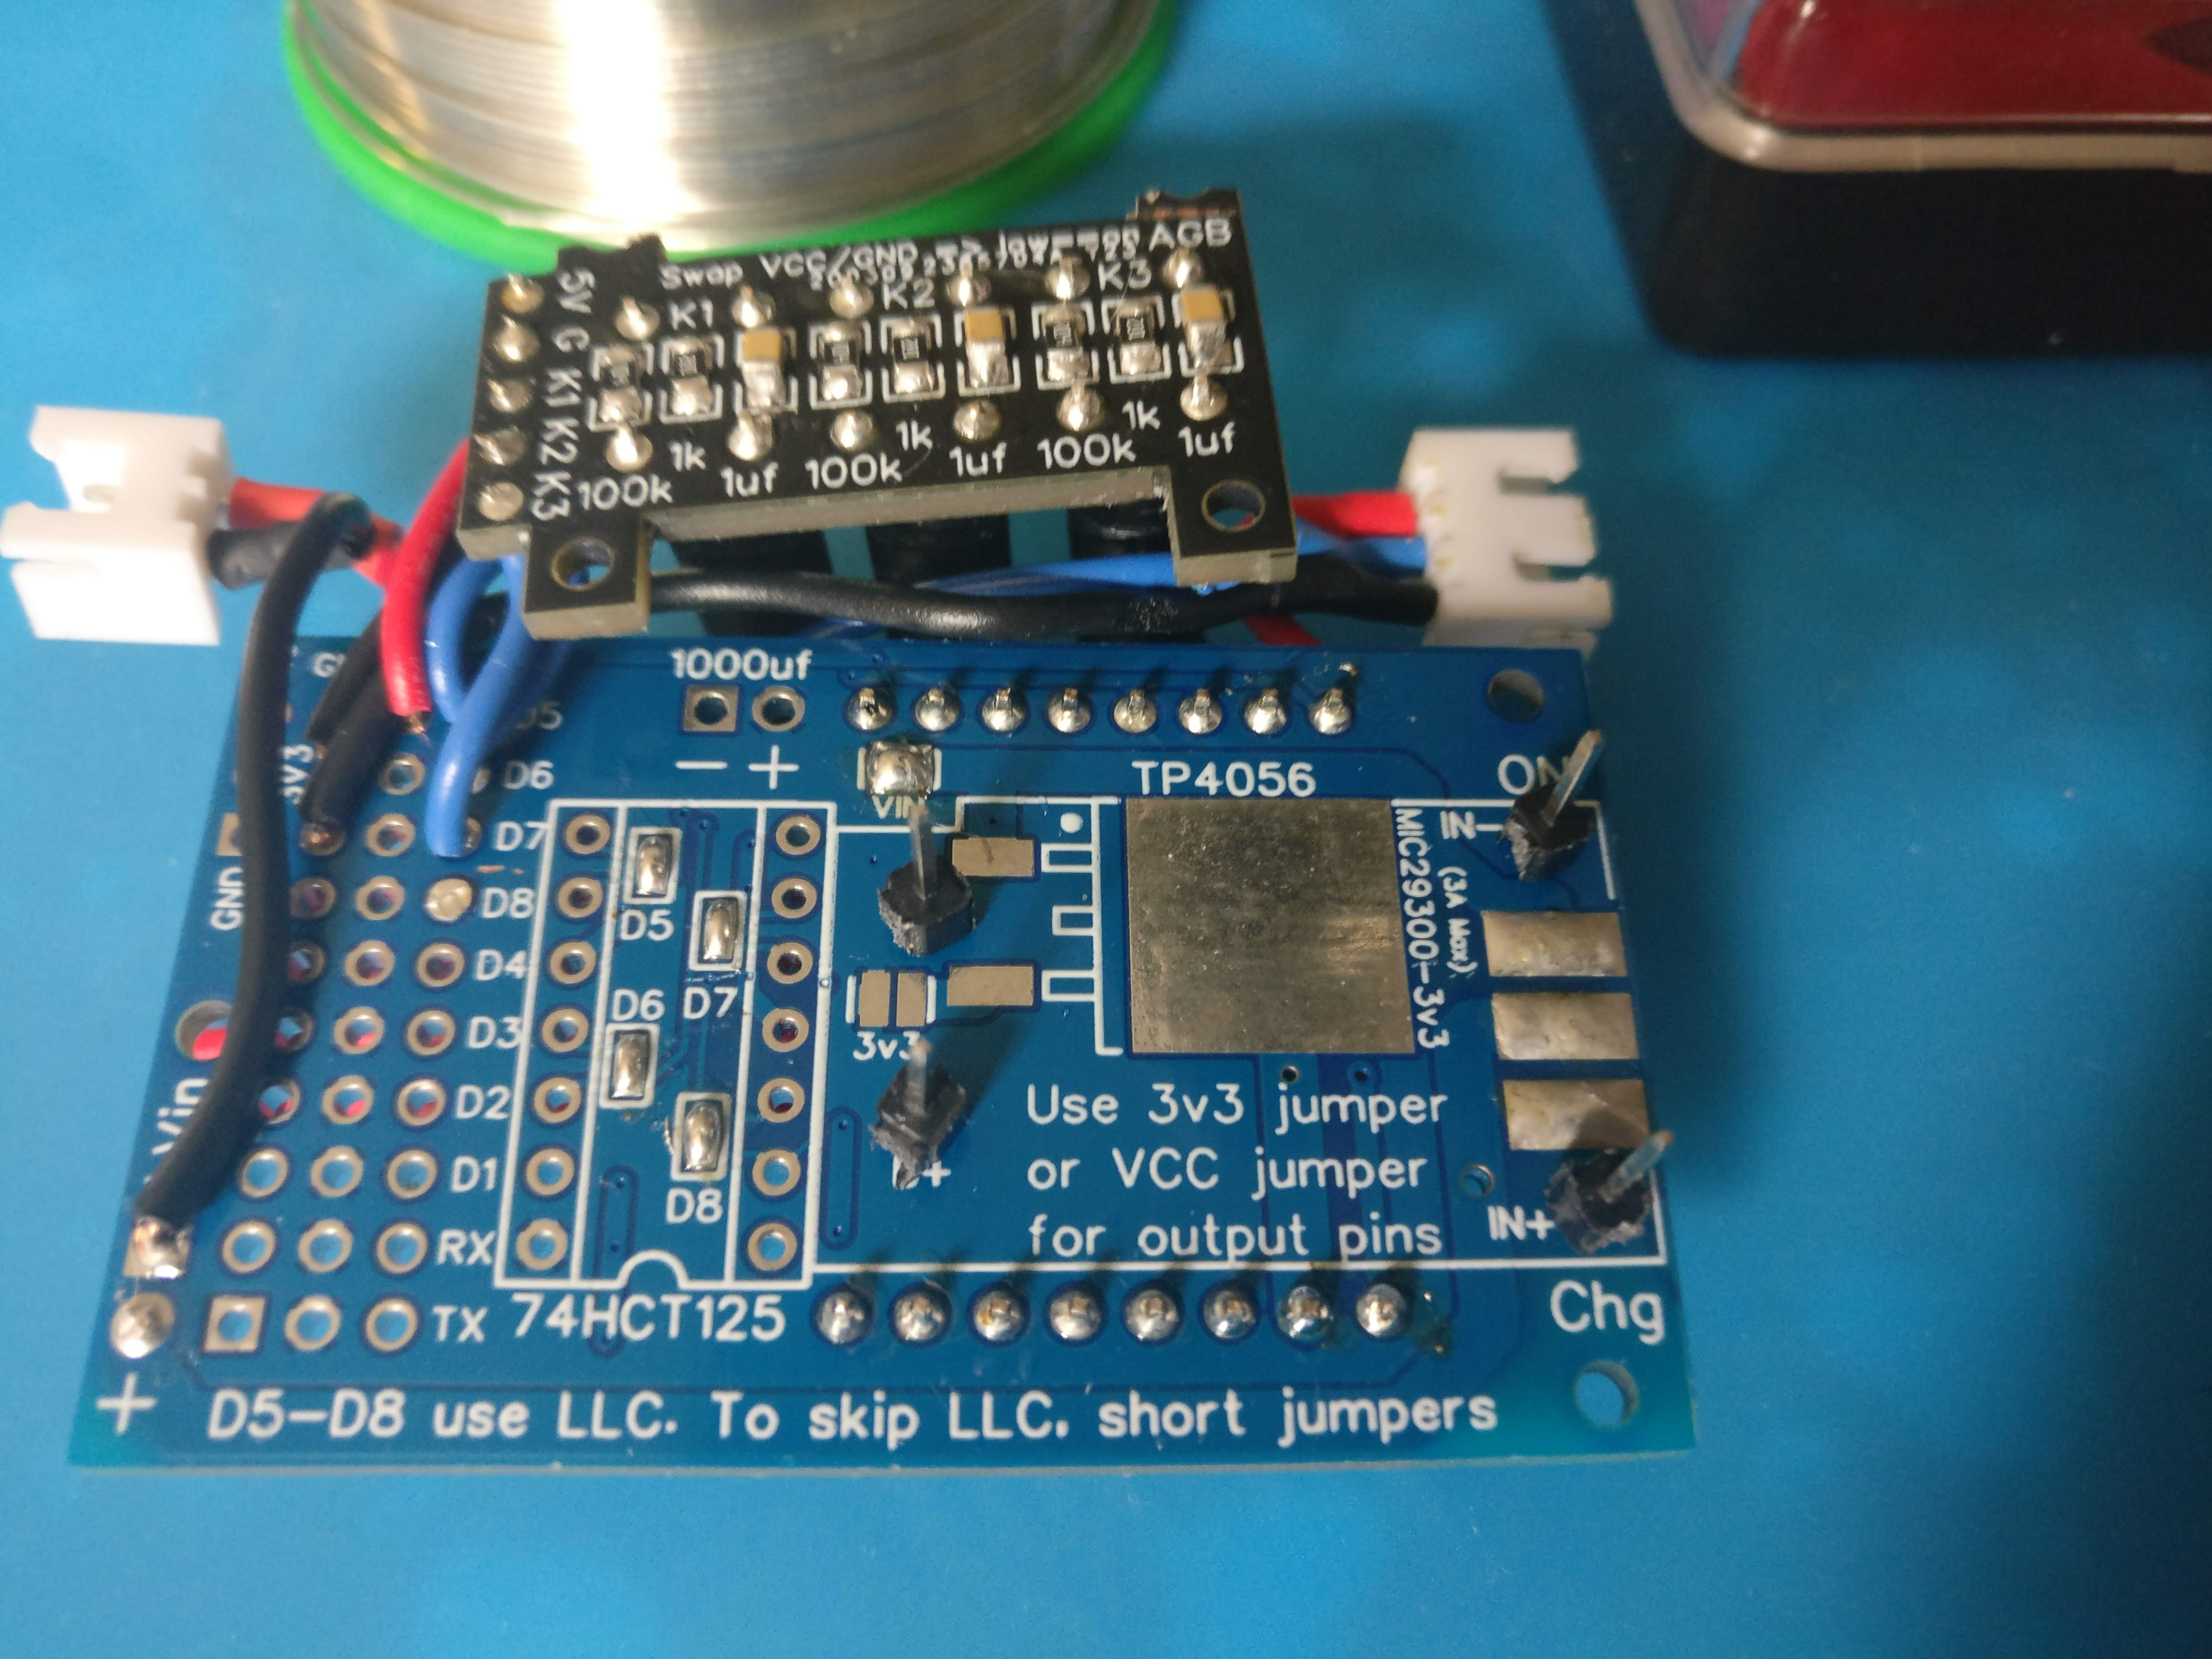 AGB
Swap VCC/GND => low=on
5V G K1 K2 K3
K1 K2 K3
100k 1k 1uf 100k 1k 1uf 100k 1k 1uf
1000uf
- +
D5
3V3
D6
VIN
TP4056
ON
D7
IN-
MIC29300-3v3
(3A Max)
GND
D8
D5
D4
D6 D7
D3
3v3
Vin
D2
Use 3v3 jumper
D1
or VCC jumper
D8
RX
for output pins
IN+
TX
74HCT125
Chg
+
D5-D8 use LLC. To skip LLC, short jumpers